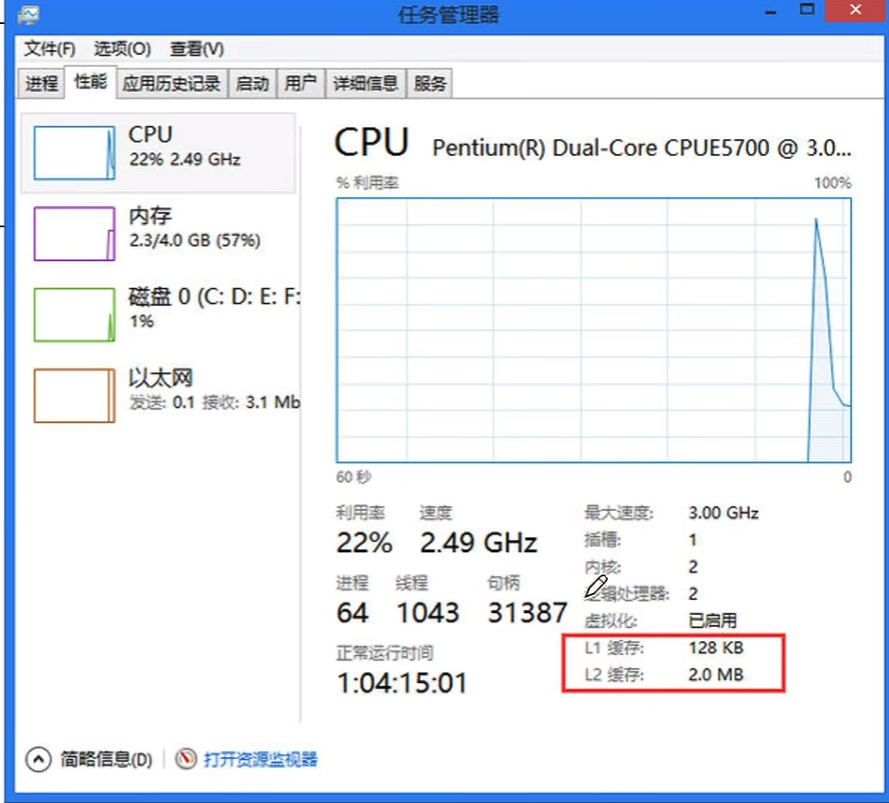 任务管理器
文件(F) 选项(O) 查看(V)
进程 性能 应用历史记录 启动 用户 详细信息 服务
CPU
22% 2.49 GHz
内存
2.3/4.0 GB (57%)
磁盘 0 (C: D: E: F:
1%
以太网
发送: 0.1 接收: 3.1 Mb
CPU Pentium(R) Dual-Core CPUE5700 @ 3.0...
% 利用率 100%
60 秒 0
利用率 速度
22% 2.49 GHz
进程 线程 句柄
64 1043 31387
正常运行时间
1:04:15:01
最大速度: 3.00 GHz
插槽: 1
内核: 2
逻辑处理器: 2
虚拟化: 已启用
L1 缓存: 128 KB
L2 缓存: 2.0 MB
简略信息(D) 打开资源监视器